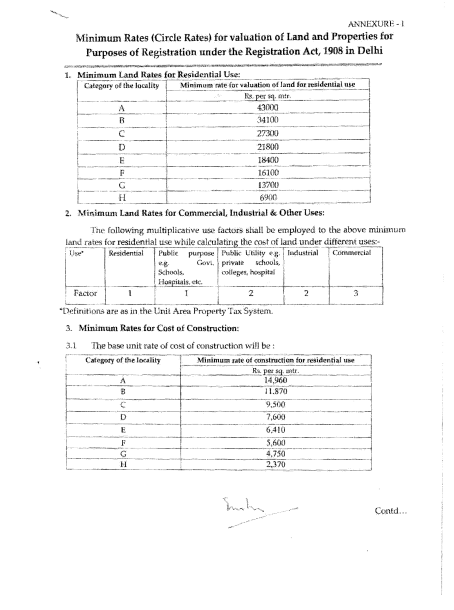 ANNEXURE - I
Minimum Rates (Circle Rates) for valuation of Land and Properties for
Purposes of Registration under the Registration Act, 1908 in Delhi
1. Minimum Land Rates for Residential Use:
Category of the locality Minimum rate for valuation of land for residential use
Rs. per sq. mtr.
A 43000
B 34100
C 27300
D 21800
E 18400
F 16100
G 13700
H 6900
2. Minimum Land Rates for Commercial, Industrial & Other Uses:
The following multiplicative use factors shall be employed to the above minimum
land rates for residential use while calculating the cost of land under different uses:-
Use* Residential Public purpose Public Utility e.g. Industrial Commercial
e.g. Govt. private schools,
Schools, colleges, hospital
Hospitals, etc.
Factor 1 1 2 2 3
*Definitions are as in the Unit Area Property Tax System.
3. Minimum Rates for Cost of Construction:
3.1 The base unit rate of cost of construction will be :
Category of the locality Minimum rate of construction for residential use
Rs. per sq. mtr.
A 14,960
B 11,870
C 9,500
D 7,600
E 6,410
F 5,600
G 4,750
H 2,370
Contd...